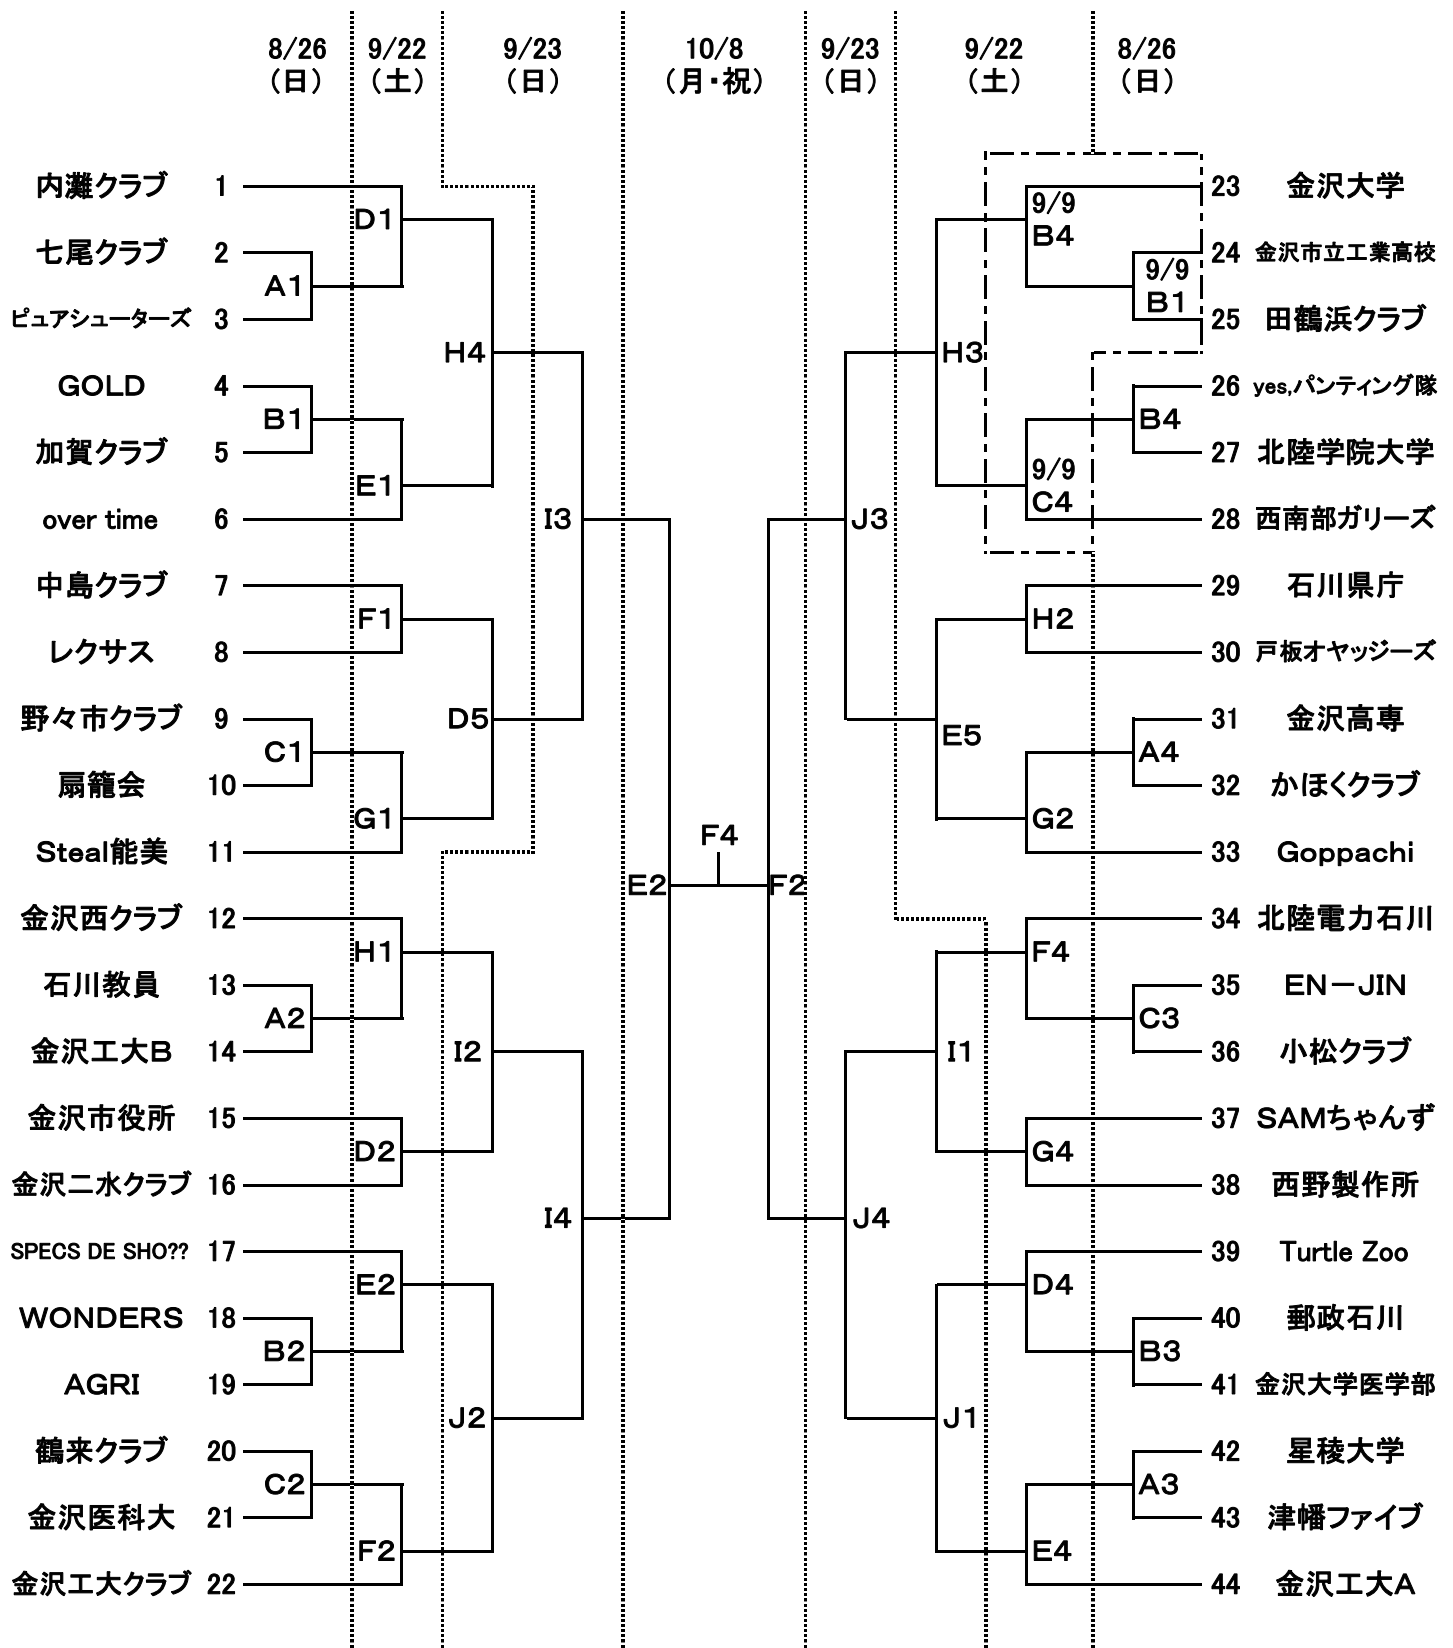 8/26 9/22 9/23 10/8 9/23 9/22 8/26
（日） （土） （日） （月・祝） （日） （土） （日）
内灘クラブ 1
七尾クラブ 2
ピュアシューターズ 3
GOLD 4
加賀クラブ 5
over time 6
中島クラブ 7
レクサス 8
野々市クラブ 9
扇籠会 10
Steal能美 11
金沢西クラブ 12
石川教員 13
金沢工大B 14
金沢市役所 15
金沢二水クラブ 16
SPECS DE SHO?? 17
WONDERS 18
AGRI 19
鶴来クラブ 20
金沢医科大 21
金沢工大クラブ 22
A1
B1
C1
A2
B2
C2
D1
E1
F1
G1
H1
D2
E2
F2
H4
D5
I2
J2
I3
I4
E2
F4
F2
J3
J4
H3
E5
I1
J1
9/9
B4
9/9
C4
H2
G2
F4
G4
D4
E4
9/9
B1
B4
A4
C3
B3
A3
23 金沢大学
24 金沢市立工業高校
25 田鶴浜クラブ
26 yes,パンティング隊
27 北陸学院大学
28 西南部ガリーズ
29 石川県庁
30 戸板オヤッジーズ
31 金沢高専
32 かほくクラブ
33 Goppachi
34 北陸電力石川
35 EN－JIN
36 小松クラブ
37 SAMちゃんず
38 西野製作所
39 Turtle Zoo
40 郵政石川
41 金沢大学医学部
42 星稜大学
43 津幡ファイブ
44 金沢工大A